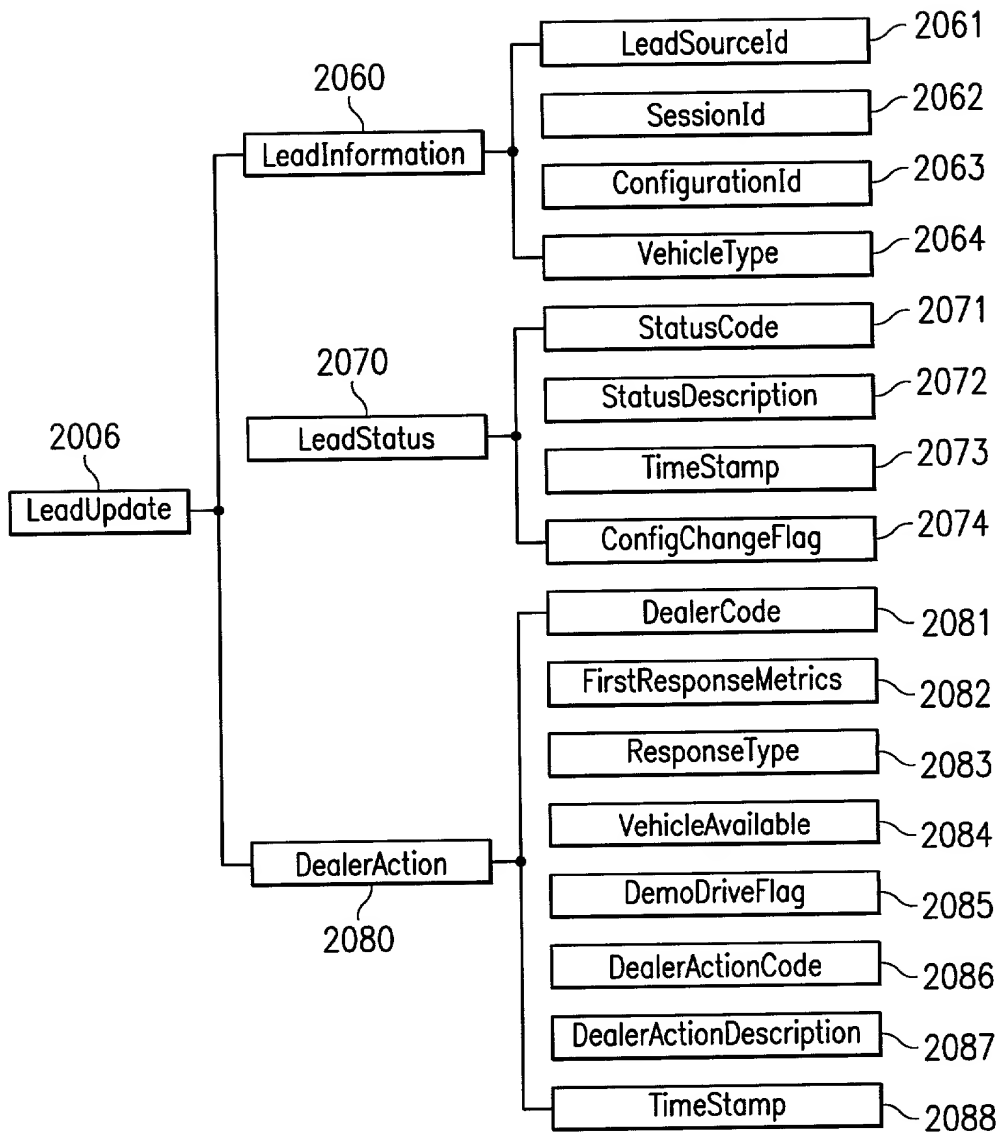 LeadSourceId 2061
2060
SessionId 2062
LeadInformation
ConfigurationId 2063
VehicleType 2064
StatusCode 2071
2070
StatusDescription 2072
LeadStatus
2006
TimeStamp 2073
LeadUpdate
ConfigChangeFlag 2074
DealerCode 2081
FirstResponseMetrics 2082
ResponseType 2083
VehicleAvailable 2084
DealerAction
2080
DemoDriveFlag 2085
DealerActionCode 2086
DealerActionDescription 2087
TimeStamp 2088